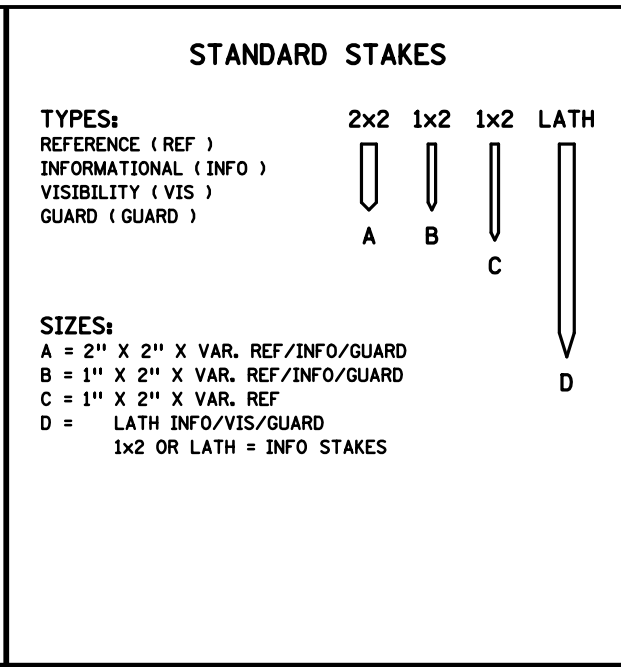 STANDARD STAKES
TYPES:
REFERENCE ( REF )
INFORMATIONAL ( INFO )
VISIBILITY ( VIS )
GUARD ( GUARD )
2x2 1x2 1x2 LATH
A
B
C
D
SIZES:
A = 2" X 2" X VAR. REF/INFO/GUARD
B = 1" X 2" X VAR. REF/INFO/GUARD
C = 1" X 2" X VAR. REF
D = LATH INFO/VIS/GUARD
1x2 OR LATH = INFO STAKES